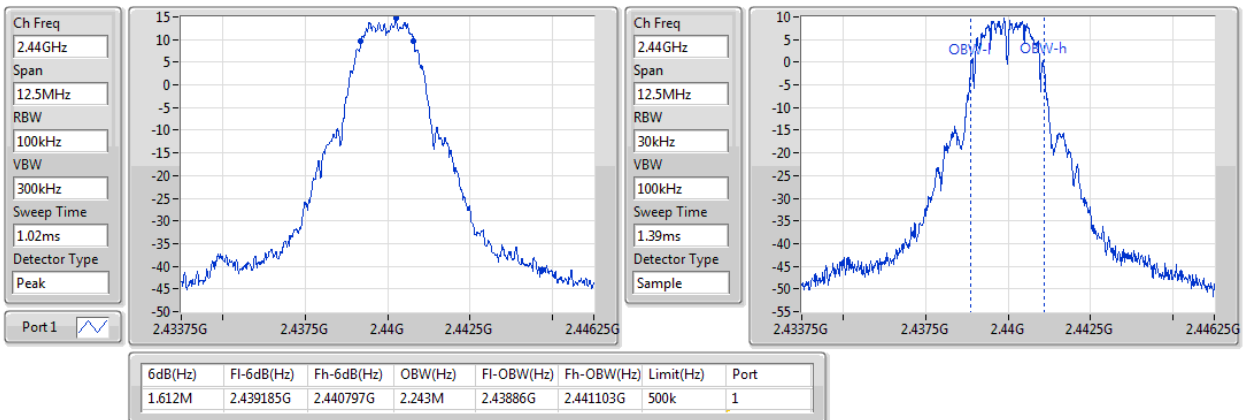 Ch Freq
2.44GHz
Span
12.5MHz
RBW
100kHz
VBW
300kHz
Sweep Time
1.02ms
Detector Type
Peak
Port 1
15
10
5
0
-5
-10
-15
-20
-25
-30
-35
-40
-45
-50
2.43375G 2.4375G 2.44G 2.4425G 2.44625G
Ch Freq
2.44GHz
Span
12.5MHz
RBW
30kHz
VBW
100kHz
Sweep Time
1.39ms
Detector Type
Sample
10
5
0
-5
-10
-15
-20
-25
-30
-35
-40
-45
-50
-55
OBW-l OBW-h
2.43375G 2.4375G 2.44G 2.4425G 2.44625G
6dB(Hz) Fl-6dB(Hz) Fh-6dB(Hz) OBW(Hz) Fl-OBW(Hz) Fh-OBW(Hz) Limit(Hz) Port
1.612M 2.439185G 2.440797G 2.243M 2.43886G 2.441103G 500k 1